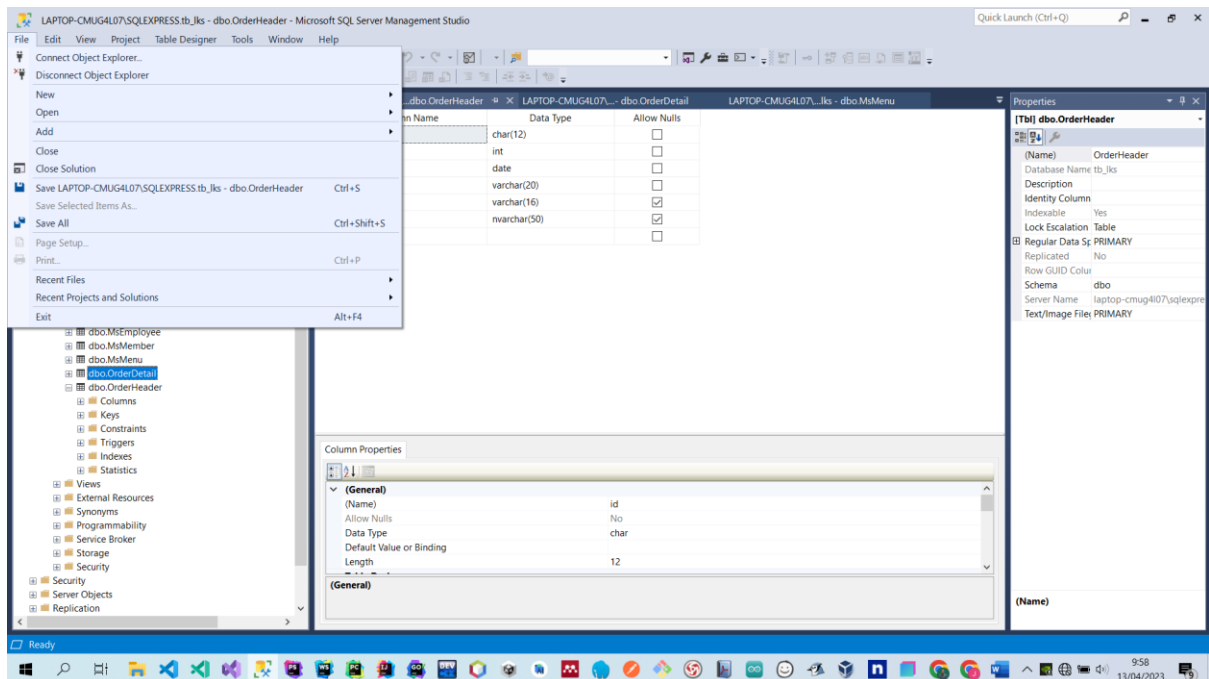 LAPTOP-CMUG4L07\SQLEXPRESS.tb_lks - dbo.OrderHeader - Microsoft SQL Server Management Studio
Quick Launch (Ctrl+Q)
File Edit View Project Table Designer Tools Window Help
Connect Object Explorer...
Disconnect Object Explorer
New
Open
Add
Close
Close Solution
Save LAPTOP-CMUG4L07\SQLEXPRESS.tb_lks - dbo.OrderHeader Ctrl+S
Save Selected Items As...
Save All Ctrl+Shift+S
Page Setup...
Print... Ctrl+P
Recent Files
Recent Projects and Solutions
Exit Alt+F4
...dbo.OrderHeader LAPTOP-CMUG4L07\...- dbo.OrderDetail LAPTOP-CMUG4L07\...lks - dbo.MsMenu
n Name Data Type Allow Nulls
char(12)
int
date
varchar(20)
varchar(16)
nvarchar(50)
dbo.MsEmployee
dbo.MsMember
dbo.MsMenu
dbo.OrderDetail
dbo.OrderHeader
Columns
Keys
Constraints
Triggers
Indexes
Statistics
Views
External Resources
Synonyms
Programmability
Service Broker
Storage
Security
Security
Server Objects
Replication
Column Properties
(General)
(Name) id
Allow Nulls No
Data Type char
Default Value or Binding
Length 12
(General)
Properties
[Tbl] dbo.OrderHeader
(Name) OrderHeader
Database Name tb_lks
Description
Identity Column
Indexable Yes
Lock Escalation Table
Regular Data Sp PRIMARY
Replicated No
Row GUID Colu
Schema dbo
Server Name laptop-cmug4l07\sqlexpre
Text/Image File PRIMARY
(Name)
Ready
9:58
13/04/2023